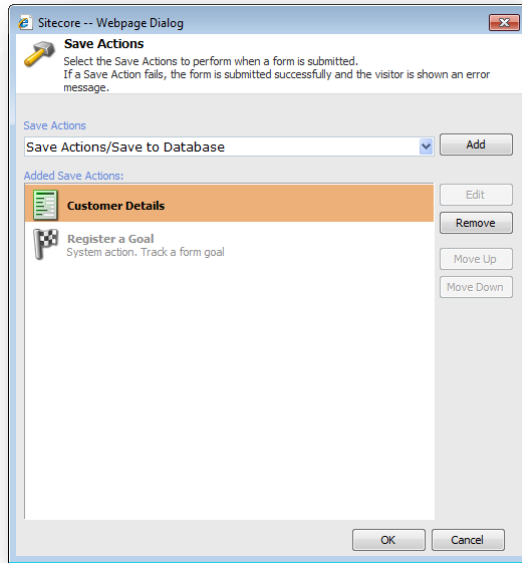 Sitecore -- Webpage Dialog
Save Actions
Select the Save Actions to perform when a form is submitted.
If a Save Action fails, the form is submitted successfully and the visitor is shown an error
message.
Save Actions
Save Actions/Save to Database
Add
Added Save Actions:
Customer Details
Edit
Remove
Register a Goal
System action. Track a form goal
Move Up
Move Down
OK
Cancel